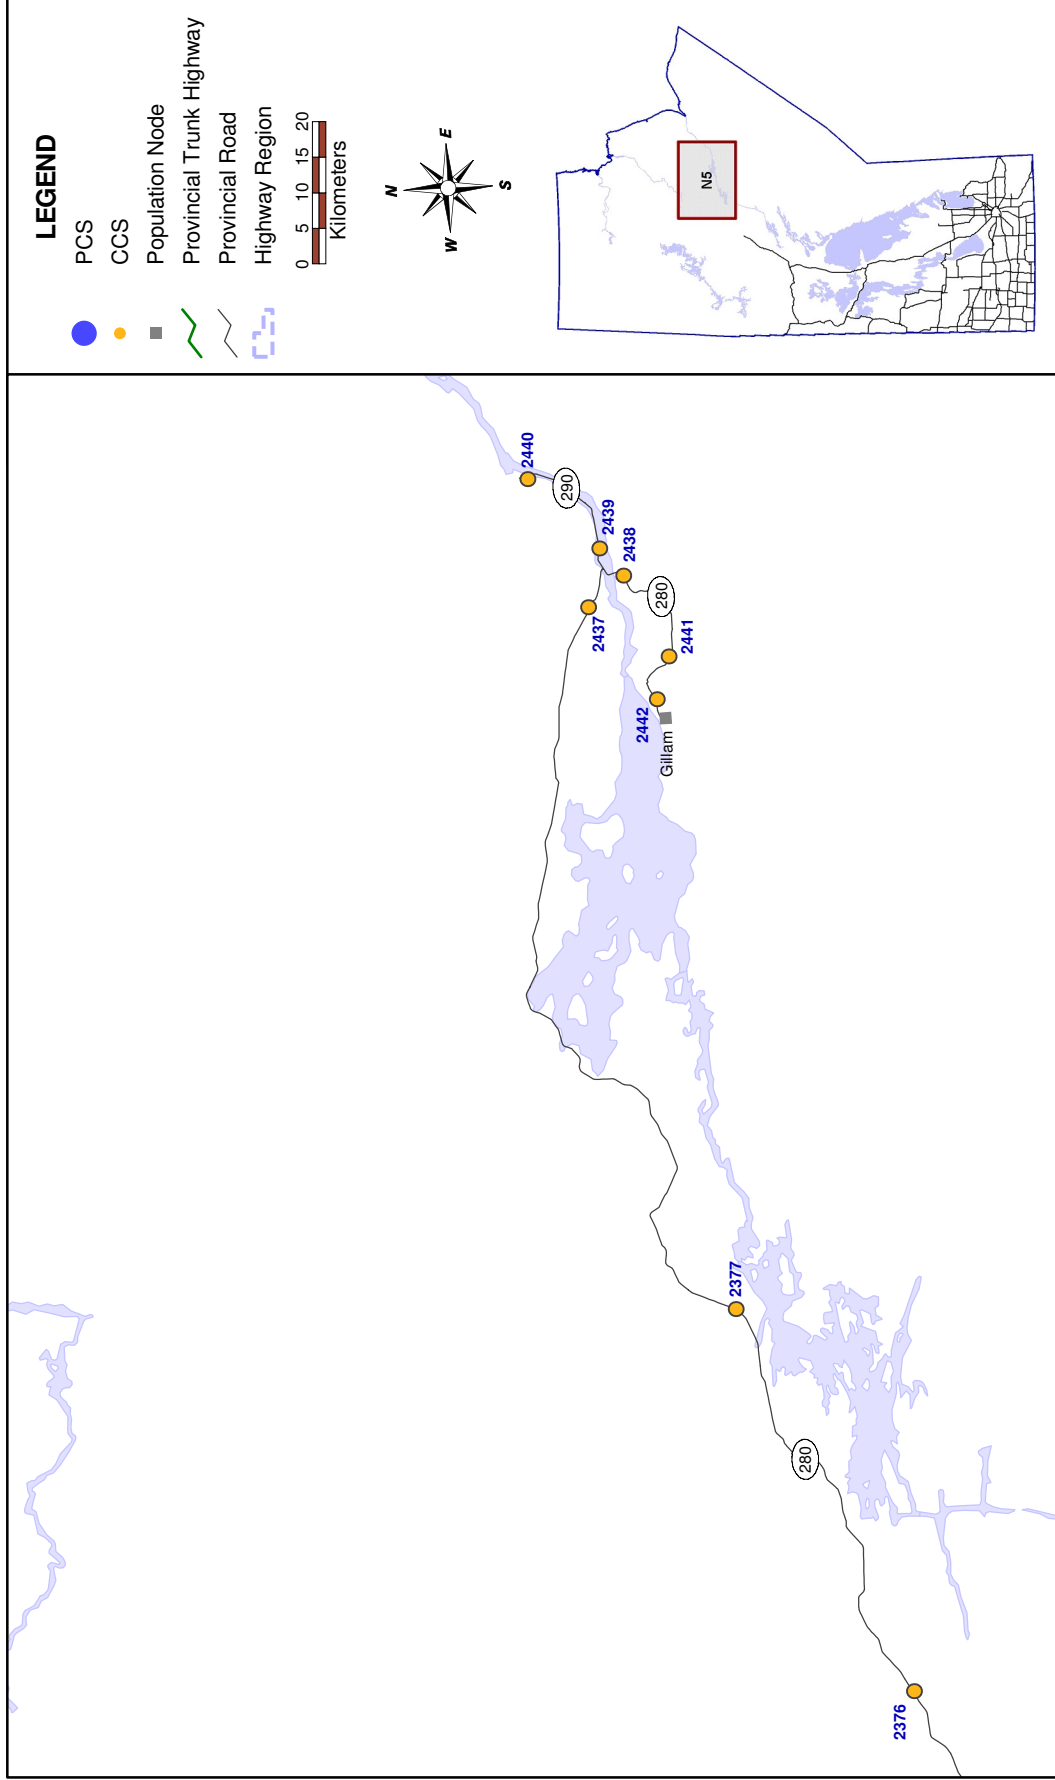 LEGEND
PCS
CCS
Population Node
Provincial Trunk Highway
Provincial Road
Highway Region
0 5 10 15 20
Kilometers
N
W E
S
N5
2440
290
2439
2438
2437
280
2441
2442
Gillam
2377
280
2376